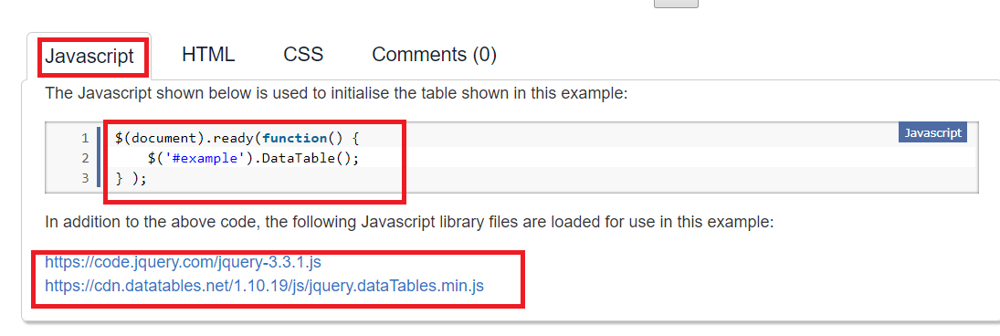 Javascript HTML CSS Comments (0)
The Javascript shown below is used to initialise the table shown in this example:
Javascript
1 $(document).ready(function() {
2 $('#example').DataTable();
3 } );
In addition to the above code, the following Javascript library files are loaded for use in this example:
https://code.jquery.com/jquery-3.3.1.js
https://cdn.datatables.net/1.10.19/js/jquery.dataTables.min.js